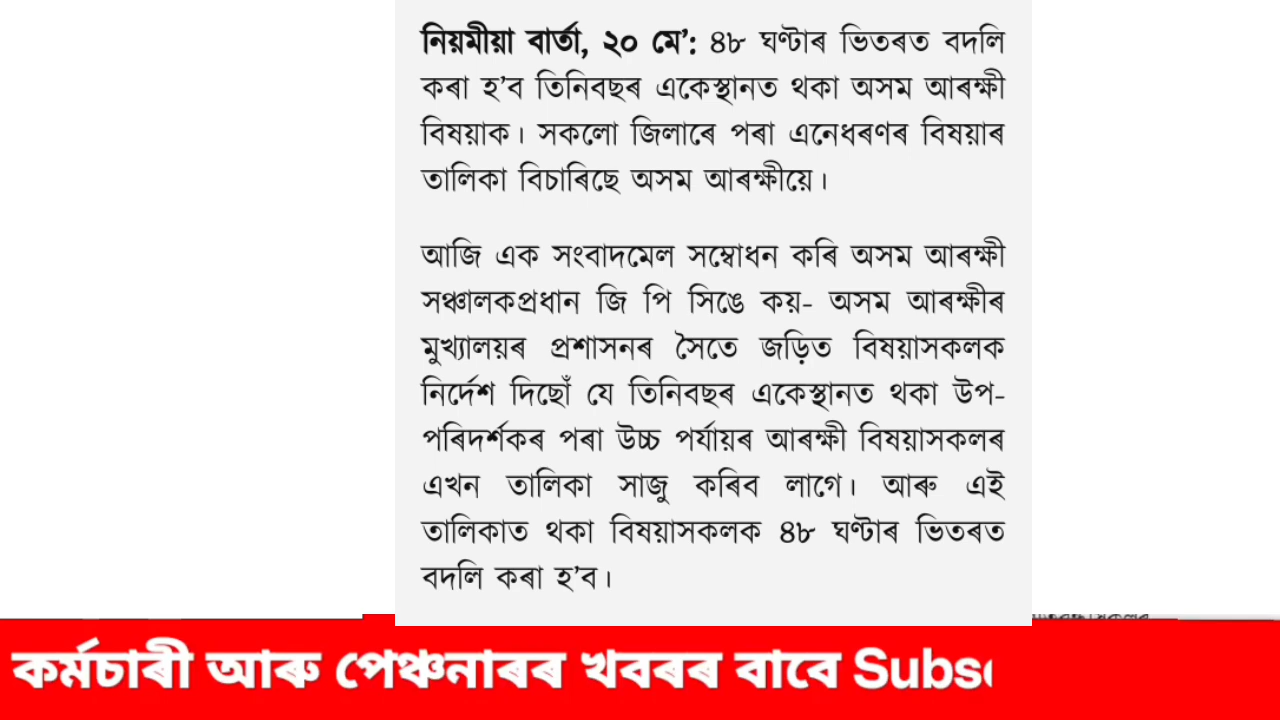 নিয়মীয়া বাৰ্তা, ২০ মে’: ৪৮ ঘণ্টাৰ ভিতৰত বদলি
কৰা হ’ব তিনিবছৰ একেস্থানত থকা অসম আৰক্ষী
বিষয়াক। সকলো জিলাৰে পৰা এনেধৰণৰ বিষয়াৰ
তালিকা বিচাৰিছে অসম আৰক্ষীয়ে।
আজি এক সংবাদমেল সম্বোধন কৰি অসম আৰক্ষী
সঞ্চালকপ্ৰধান জি পি সিঙে কয়- অসম আৰক্ষীৰ
মুখ্যালয়ৰ প্ৰশাসনৰ সৈতে জড়িত বিষয়াসকলক
নিৰ্দেশ দিছোঁ যে তিনিবছৰ একেস্থানত থকা উপ-
পৰিদৰ্শকৰ পৰা উচ্চ পৰ্যায়ৰ আৰক্ষী বিষয়াসকলৰ
এখন তালিকা সাজু কৰিব লাগে। আৰু এই
তালিকাত থকা বিষয়াসকলক ৪৮ ঘণ্টাৰ ভিতৰত
বদলি কৰা হ’ব।
কৰ্মচাৰী আৰু পেঞ্চনাৰৰ খবৰৰ বাবে Subsc